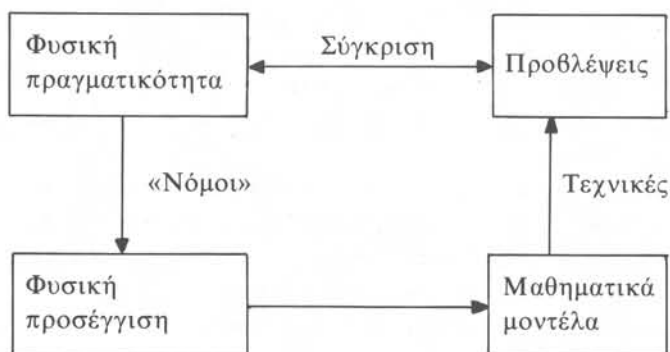 Φυσική
πραγματικότητα
Σύγκριση
Προβλέψεις
«Νόμοι»
Τεχνικές
Φυσική
προσέγγιση
Μαθηματικά
μοντέλα